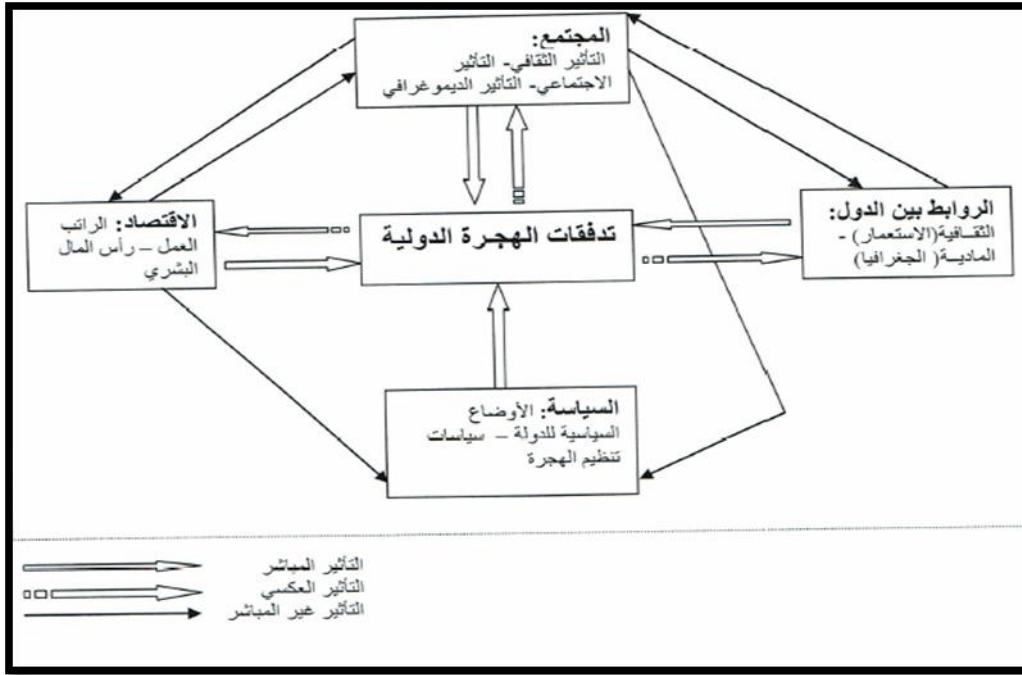 المجتمع:
التأثير الثقافي- التأثير
الاجتماعي- التأثير الديموغرافي
الروابط بين الدول:
الثقافية(الاستعمار) -
المادية( الجغرافيا)
تدفقات الهجرة الدولية
الاقتصاد: الراتب
العمل – رأس المال
البشري
السياسة: الأوضاع
السياسية للدولة – سياسات
تنظيم الهجرة
التأثير المباشر
التأثير العكسي
التأثير غير المباشر